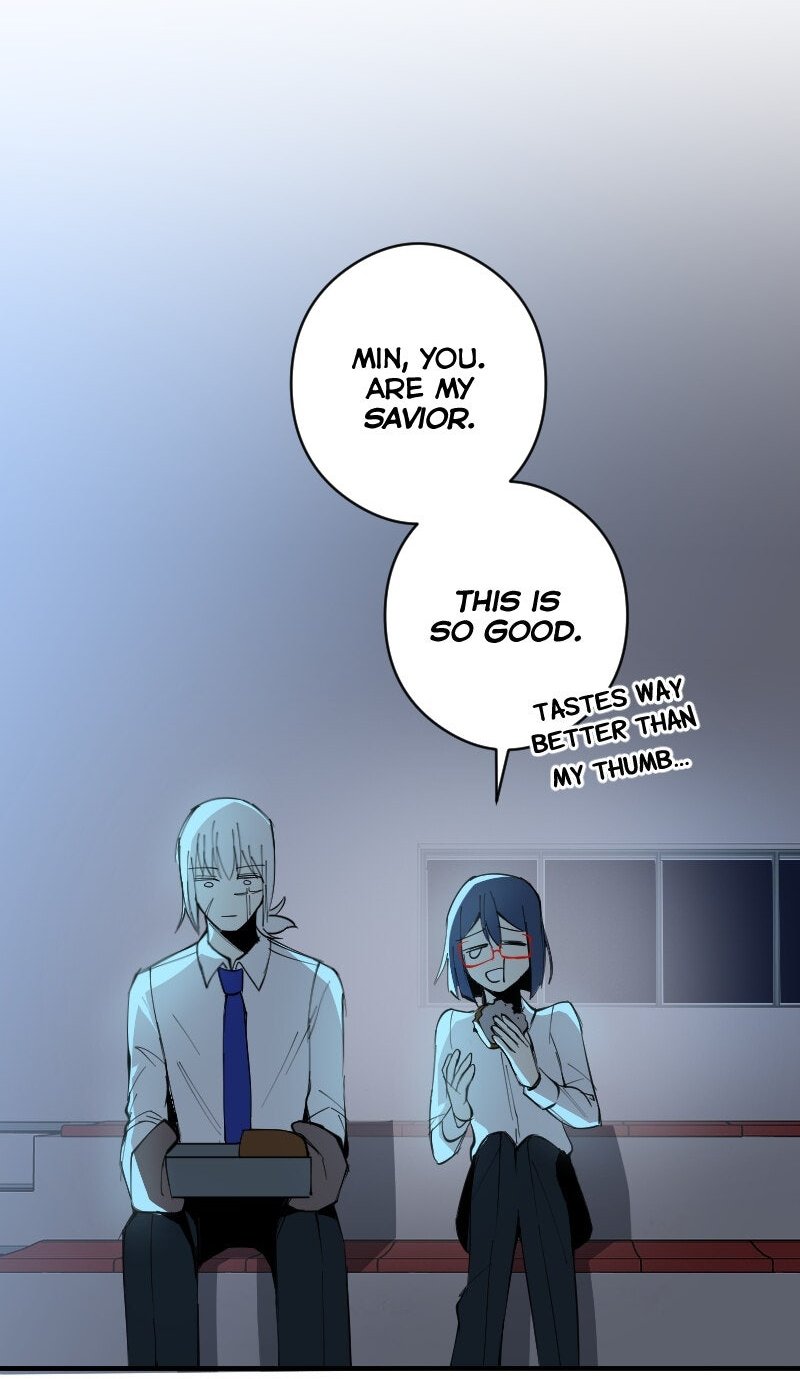 MIN, YOU.
ARE MY
SAVIOR.
THIS IS
SO GOOD.
TASTES WAY
BETTER THAN
MY THUMB...